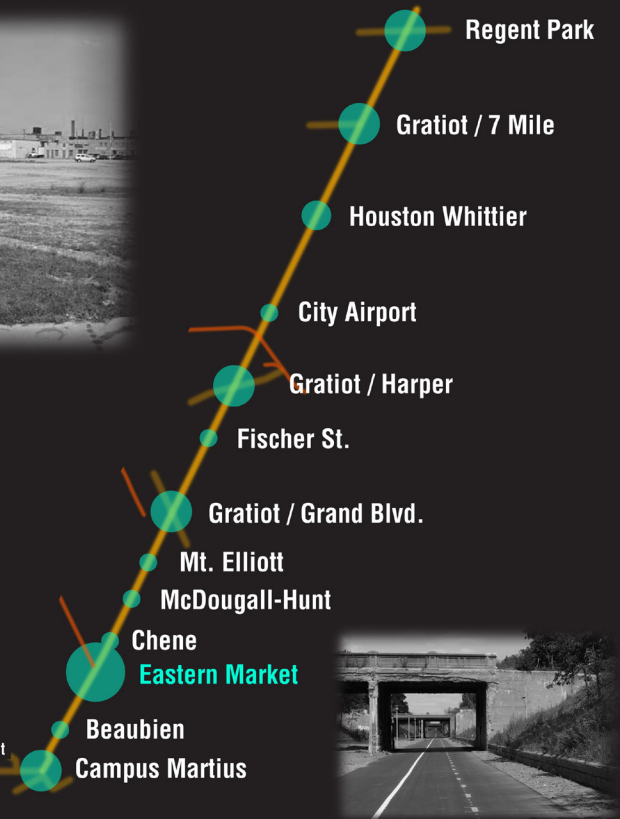 Regent Park
Gratiot / 7 Mile
Houston Whittier
City Airport
Gratiot / Harper
Fischer St.
Gratiot / Grand Blvd.
Mt. Elliott
McDougall-Hunt
Chene
Eastern Market
Beaubien
Campus Martius